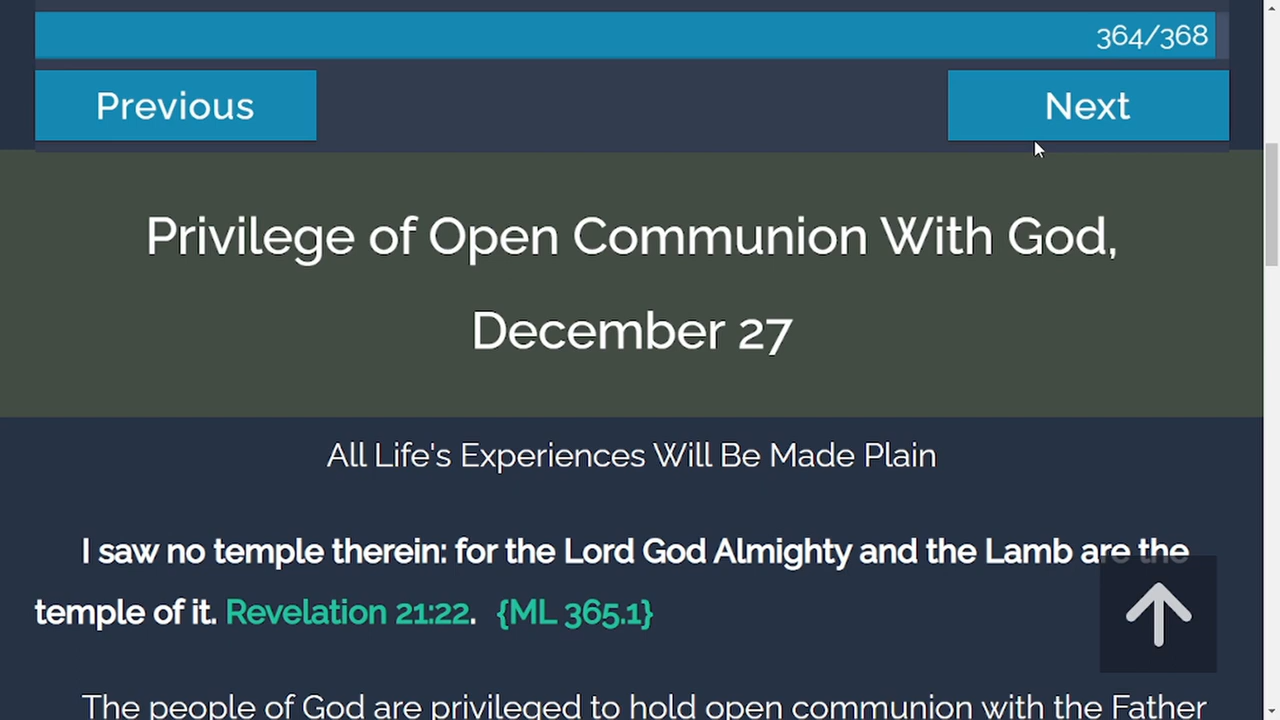 364/368
Previous
Next
Privilege of Open Communion With God,
December 27
All Life's Experiences Will Be Made Plain
I saw no temple therein: for the Lord God Almighty and the Lamb are the
temple of it. Revelation 21:22. {ML 365.1}
The people of God are privileged to hold open communion with the Father